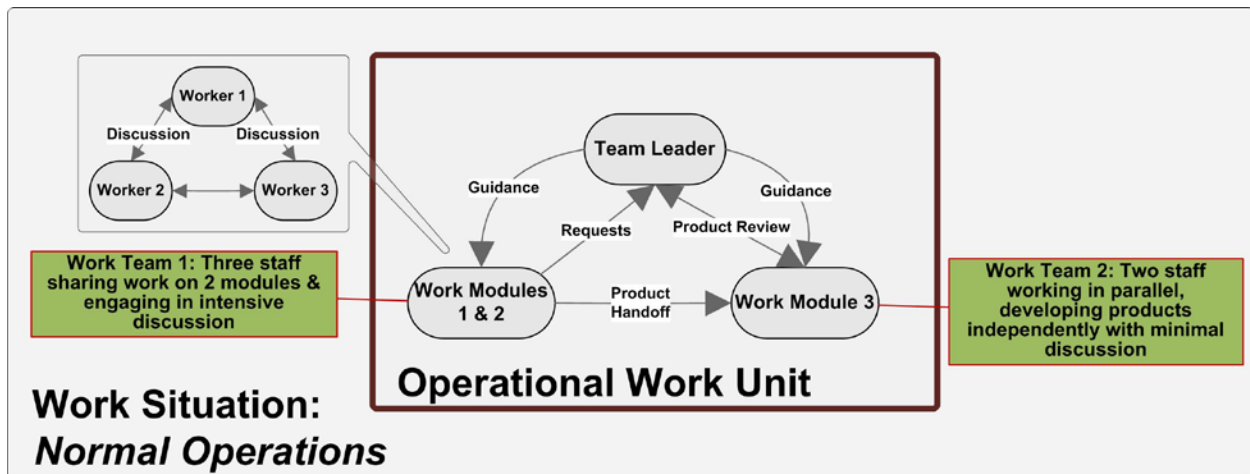 Worker 1
Discussion
Discussion
Worker 2
Worker 3
Team Leader
Guidance
Guidance
Requests
Product Review
Work Team 1: Three staff
sharing work on 2 modules &
engaging in intensive
discussion
Work Modules
1 & 2
Product
Handoff
Work Module 3
Work Team 2: Two staff
working in parallel,
developing products
independently with minimal
discussion
Operational Work Unit
Work Situation:
Normal Operations